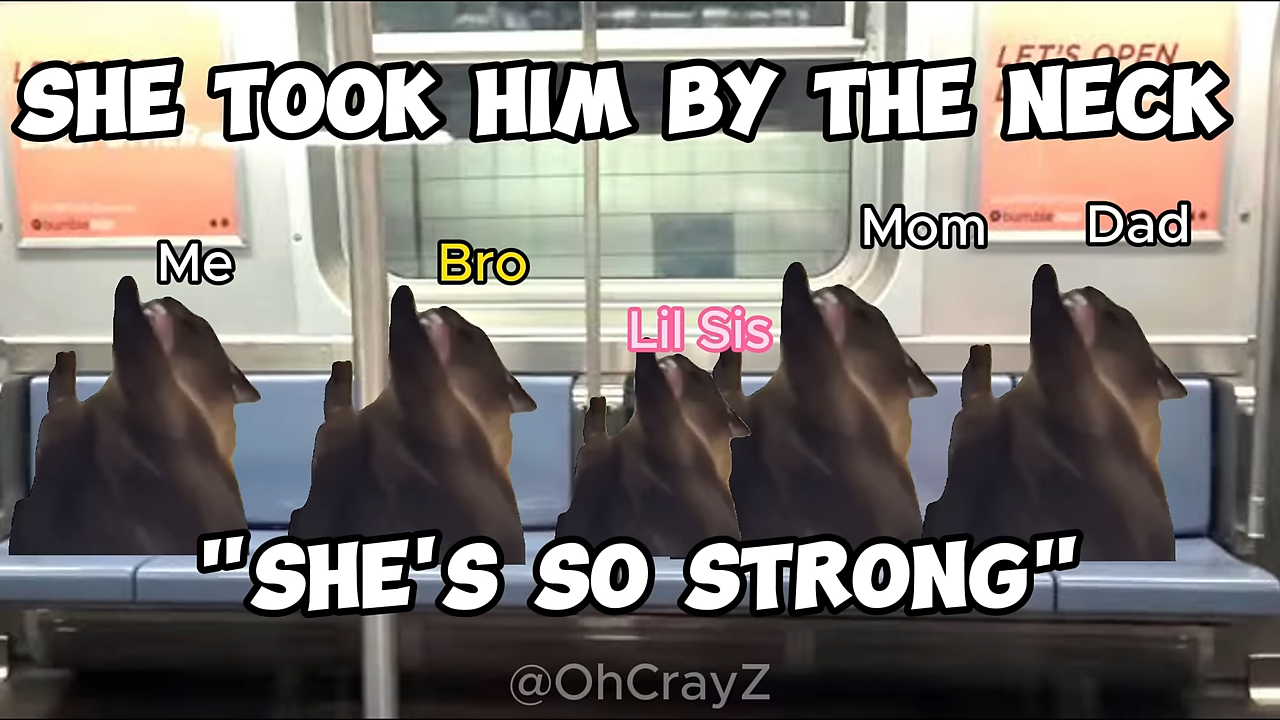 SHE TOOK HIM BY THE NECK
LET'S OPEN
bumble
bumble
Me
Bro
Lil Sis
Mom
Dad
"SHE'S SO STRONG"
@OhCrayZ